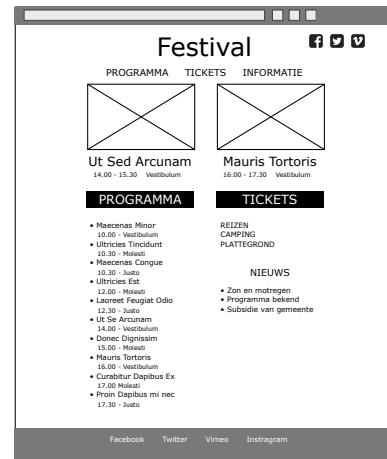 Festival
PROGRAMMA TICKETS INFORMATIE
Ut Sed Arcunam
14.00 - 15.30 Vestibulum
Mauris Tortoris
16.00 - 17.30 Vestibulum
PROGRAMMA
• Maecenas Minor
10.00 - Vestibulum
• Ultricies Tincidunt
10.30 - Molesti
• Maecenas Congue
10.30 - Justo
• Ultricies Est
12.00 - Molesti
• Laoreet Feugiat Odio
12.30 - Justo
• Ut Se Arcunam
14.00 - Vestibulum
• Donec Dignissim
15.00 - Molesti
• Mauris Tortoris
16.00 - Vestibulum
• Curabitur Dapibus Ex
17.00 Molesti
• Proin Dapibus mi nec
17.30 - Justo
TICKETS
REIZEN
CAMPING
PLATTEGROND
NIEUWS
• Zon en motregen
• Programma bekend
• Subsidie van gemeente
Facebook Twitter Vimeo Instragram